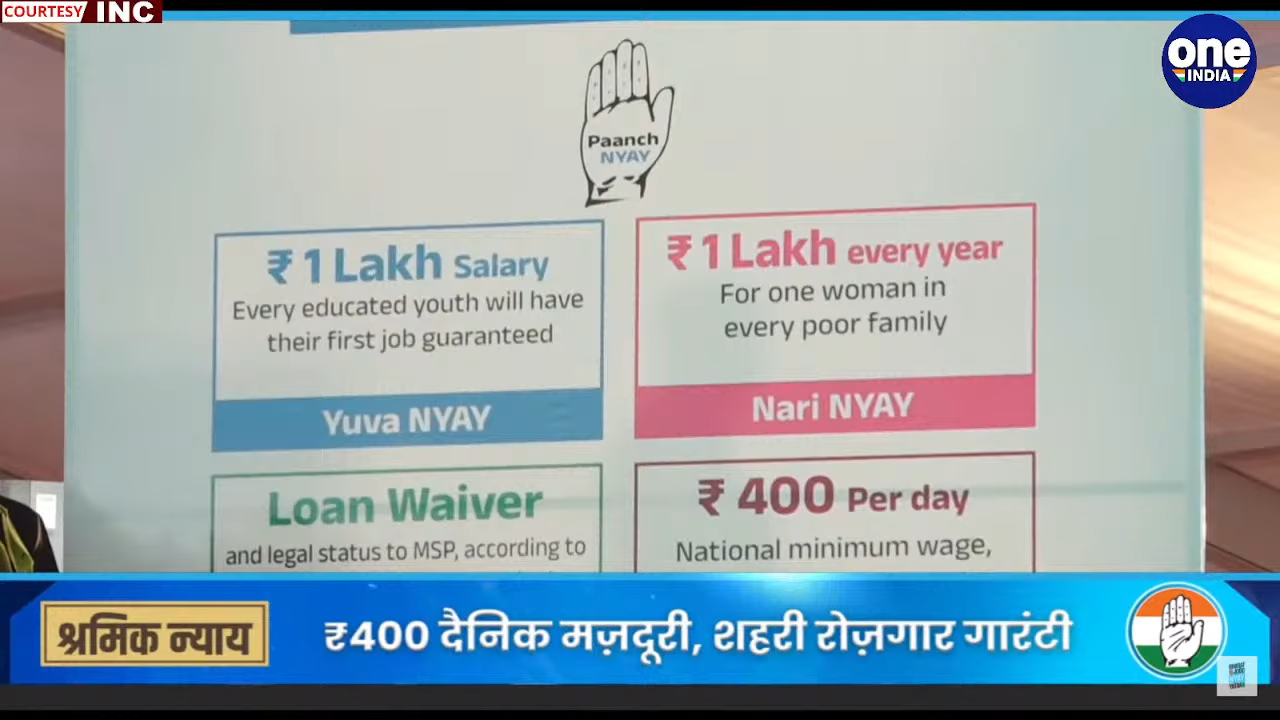 COURTESY INC
one
INDIA
Paanch
NYAY
₹ 1 Lakh Salary
Every educated youth will have
their first job guaranteed
Yuva NYAY
₹ 1 Lakh every year
For one woman in
every poor family
Nari NYAY
Loan Waiver
and legal status to MSP, according to
₹ 400 Per day
National minimum wage,
श्रमिक न्याय
₹400 दैनिक मज़दूरी, शहरी रोज़गार गारंटी